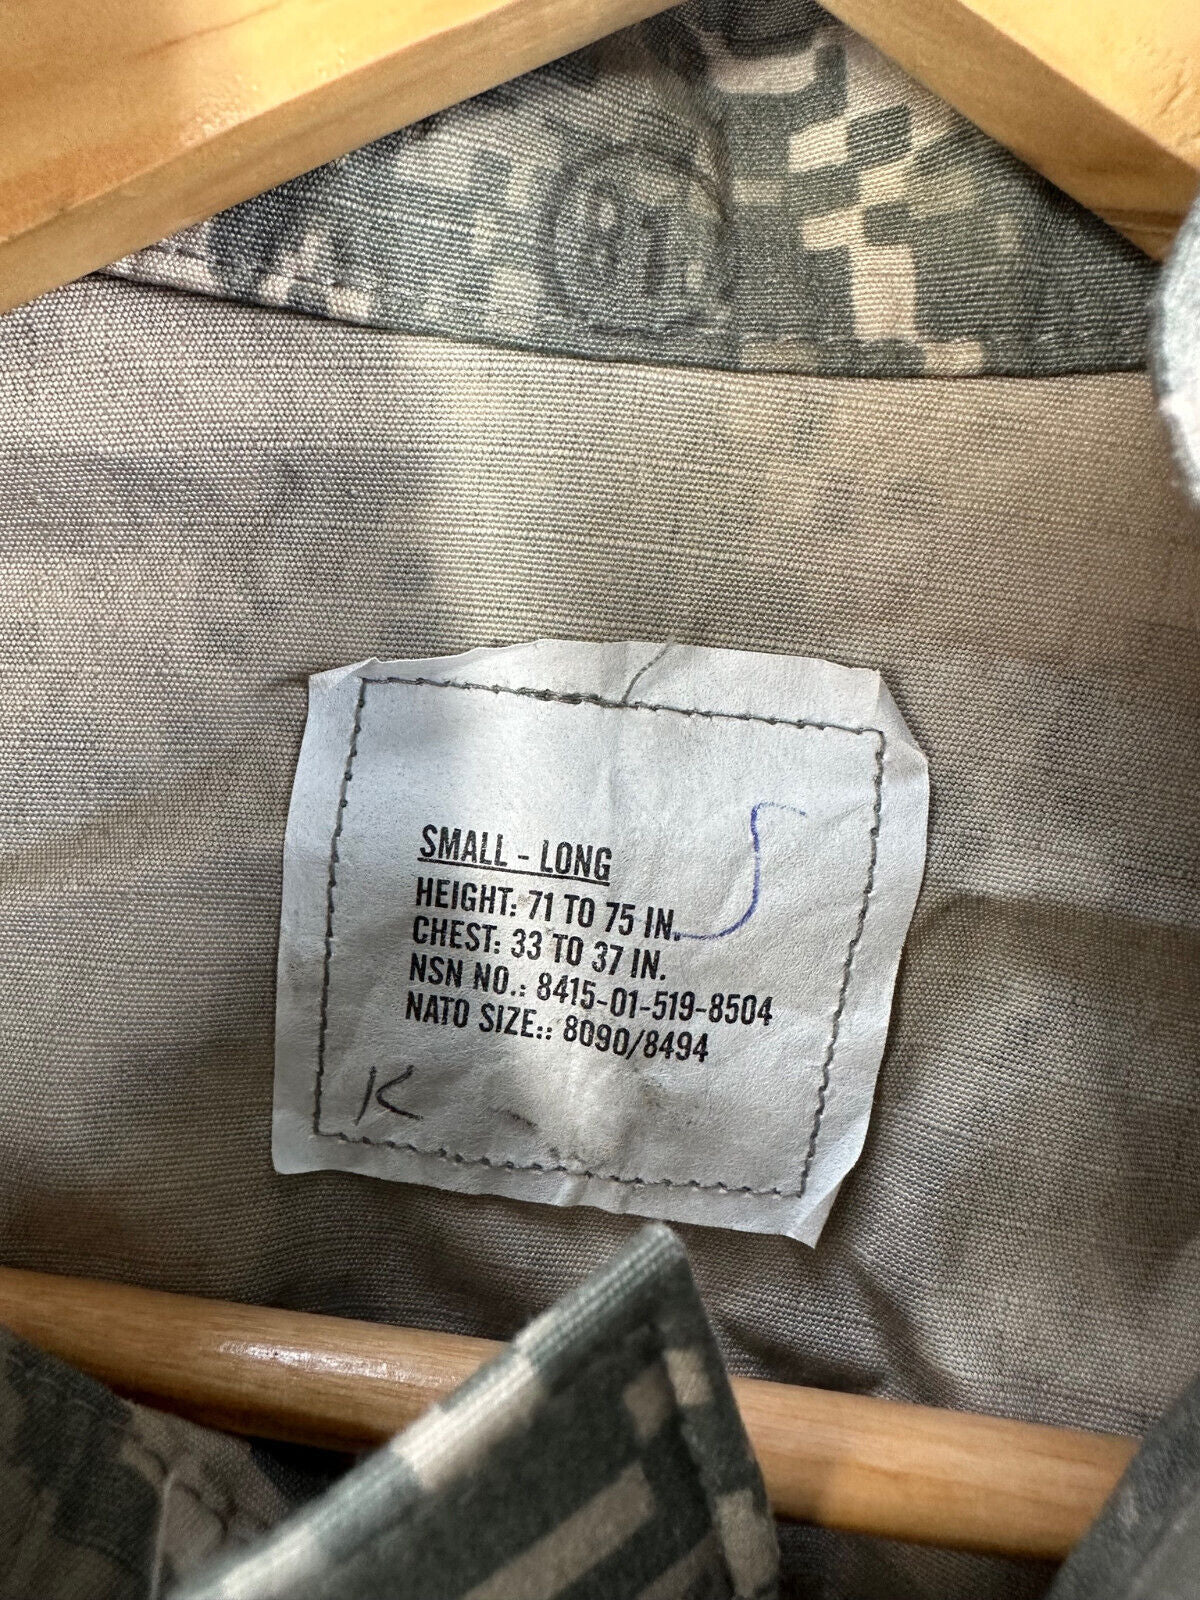 81
SMALL - LONG
HEIGHT: 71 TO 75 IN.
CHEST: 33 TO 37 IN.
NSN NO.: 8415-01-519-8504
NATO SIZE:: 8090/8494
K